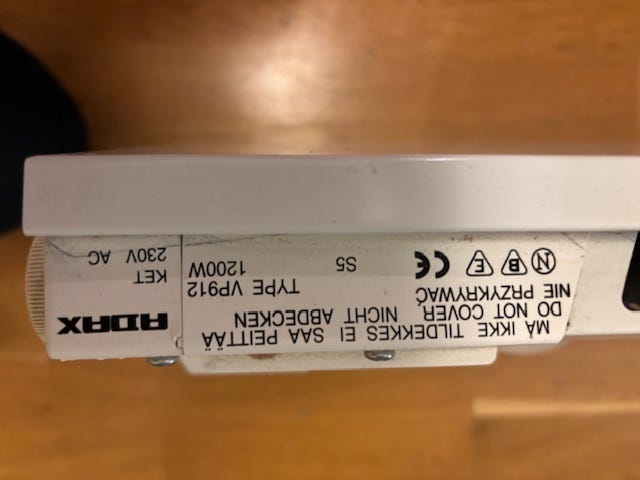 MÅ IKKE TILDEKKES EI SAA PEITTÄÄ
DO NOT COVER NICHT ABDECKEN
NIE PRZYKRYWAĆ
TYPE VP912
1200W
S5
N B E CE
ADAX
KET
230V AC